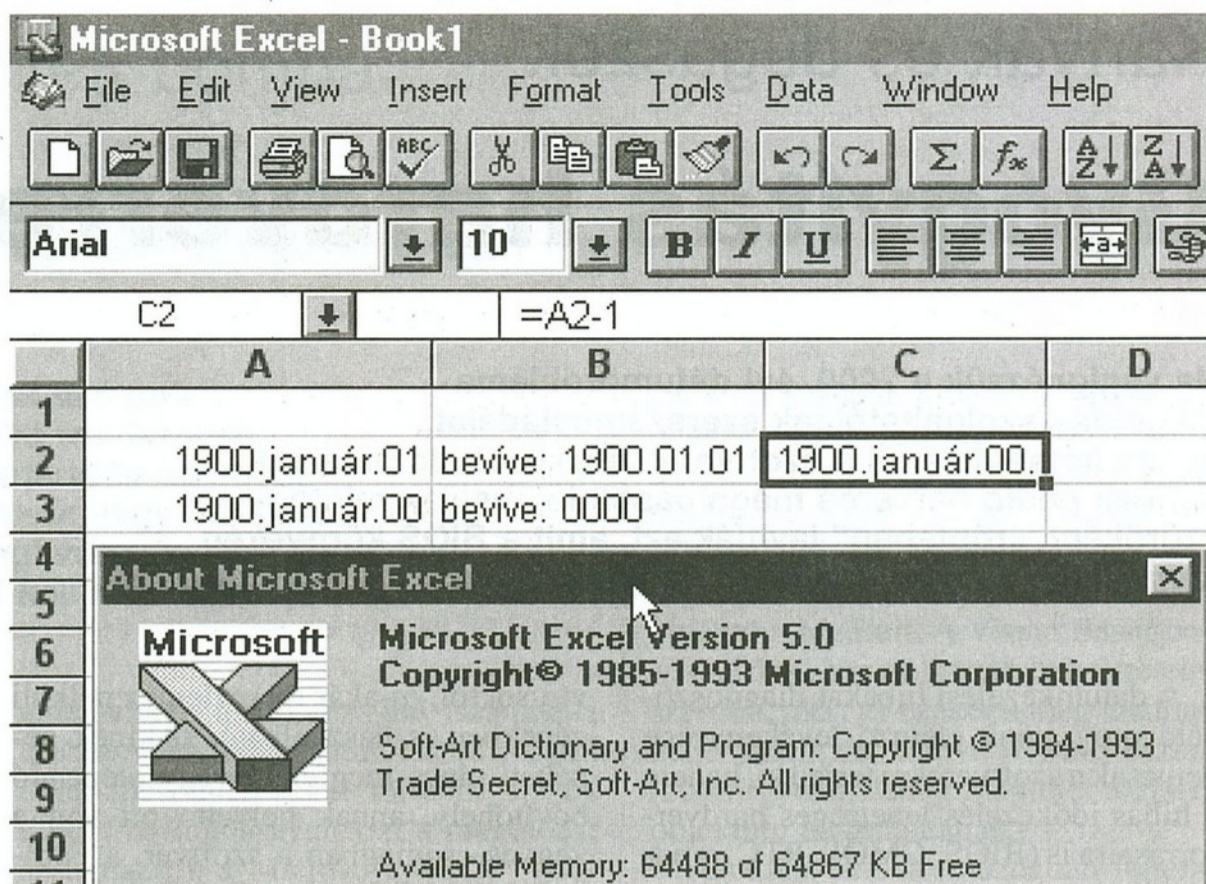 Microsoft Excel - Book1
File Edit View Insert Format Tools Data Window Help
ABC Σ fx A Z Z A
Arial 10 B I U a
C2 =A2-1
A B C D
1
2 1900.január.01 bevíve: 1900.01.01 1900.január.00.
3 1900.január.00 bevíve: 0000
4
About Microsoft Excel
5
6
Microsoft
Microsoft Excel Version 5.0
Copyright© 1985-1993 Microsoft Corporation
7
8
Soft-Art Dictionary and Program: Copyright © 1984-1993
9
Trade Secret, Soft-Art, Inc. All rights reserved.
10
Available Memory: 64488 of 64867 KB Free